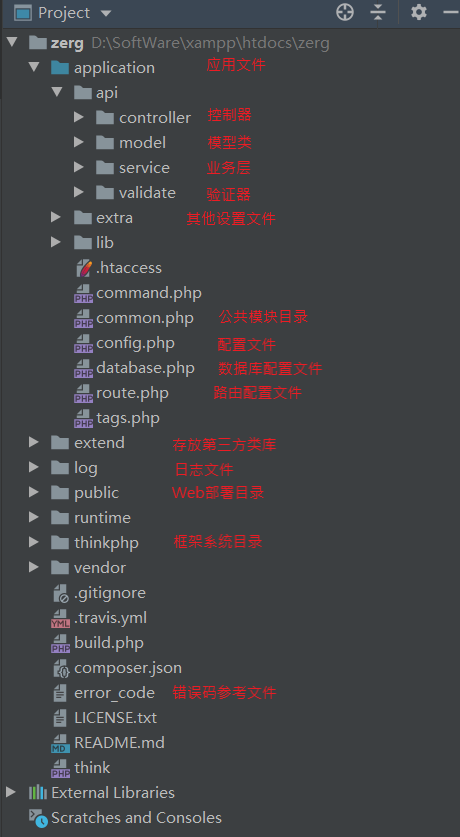 Project
zerg D:\SoftWare\xampp\htdocs\zerg
application 应用文件
api
controller 控制器
model 模型类
service 业务层
validate 验证器
extra 其他设置文件
lib
.htaccess
command.php
common.php 公共模块目录
config.php 配置文件
database.php 数据库配置文件
route.php 路由配置文件
tags.php
extend 存放第三方类库
log 日志文件
public Web部署目录
runtime
thinkphp 框架系统目录
vendor
.gitignore
.travis.yml
build.php
composer.json
error_code 错误码参考文件
LICENSE.txt
README.md
think
External Libraries
Scratches and Consoles